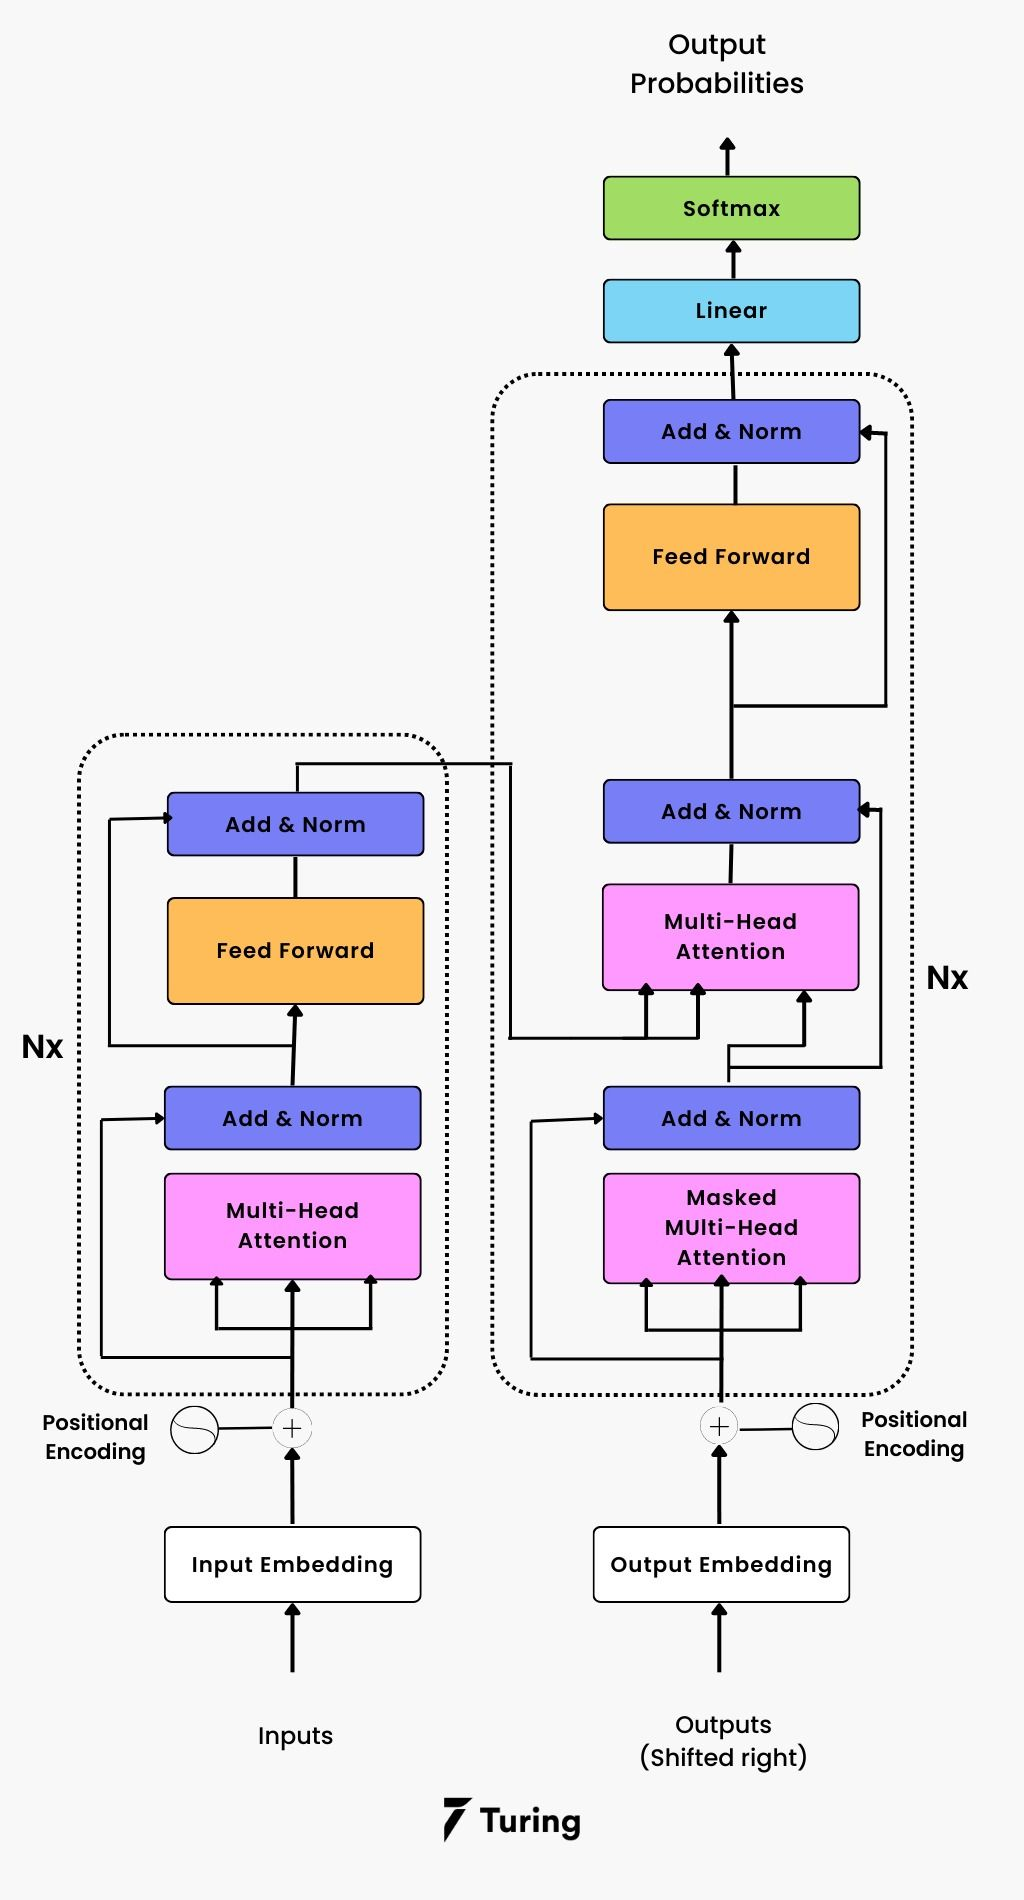 Output
Probabilities
Softmax
Linear
Add & Norm
Feed Forward
Add & Norm
Multi-Head
Attention
Nx
Add & Norm
Masked
MUlti-Head
Attention
Add & Norm
Feed Forward
Nx
Add & Norm
Multi-Head
Attention
Positional
Encoding
Positional
Encoding
Input Embedding
Output Embedding
Inputs
Outputs
(Shifted right)
Turing